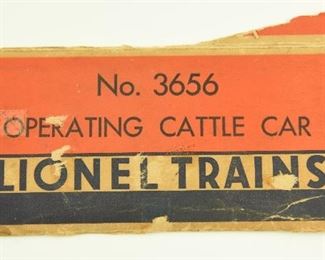 No. 3656
OPERATING CATTLE CAR
LIONEL TRAINS